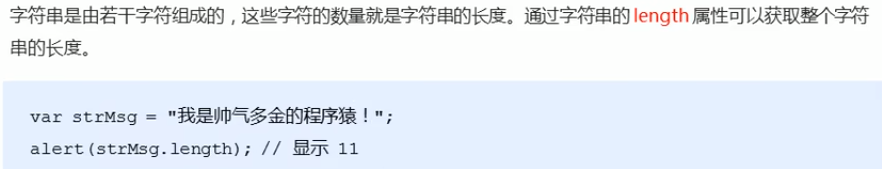 字符串是由若干字符组成的，这些字符的数量就是字符串的长度。通过字符串的 length 属性可以获取整个字符
串的长度。
var strMsg = "我是帅气多金的程序猿！";
alert(strMsg.length); // 显示 11